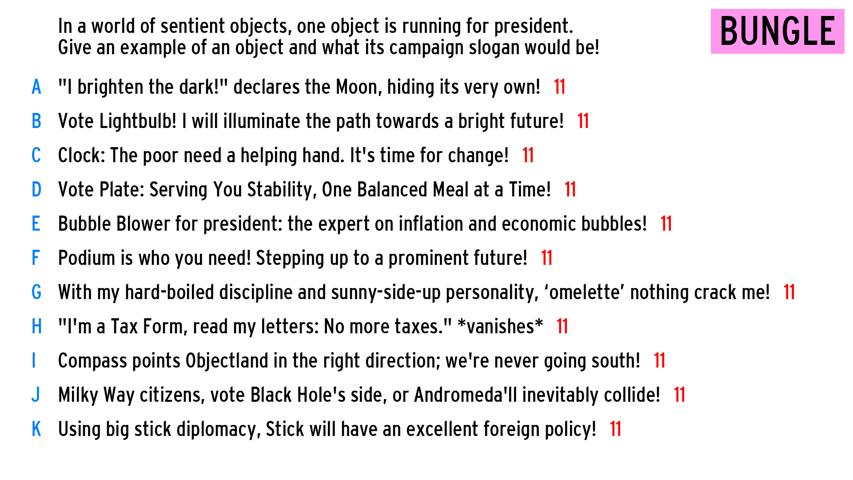 In a world of sentient objects, one object is running for president.
Give an example of an object and what its campaign slogan would be!
BUNGLE
A "I brighten the dark!" declares the Moon, hiding its very own! 11
B Vote Lightbulb! I will illuminate the path towards a bright future! 11
C Clock: The poor need a helping hand. It's time for change! 11
D Vote Plate: Serving You Stability, One Balanced Meal at a Time! 11
E Bubble Blower for president: the expert on inflation and economic bubbles! 11
F Podium is who you need! Stepping up to a prominent future! 11
G With my hard-boiled discipline and sunny-side-up personality, ‘omelette’ nothing crack me! 11
H "I'm a Tax Form, read my letters: No more taxes." *vanishes* 11
I Compass points Objectland in the right direction; we're never going south! 11
J Milky Way citizens, vote Black Hole's side, or Andromeda'll inevitably collide! 11
K Using big stick diplomacy, Stick will have an excellent foreign policy! 11